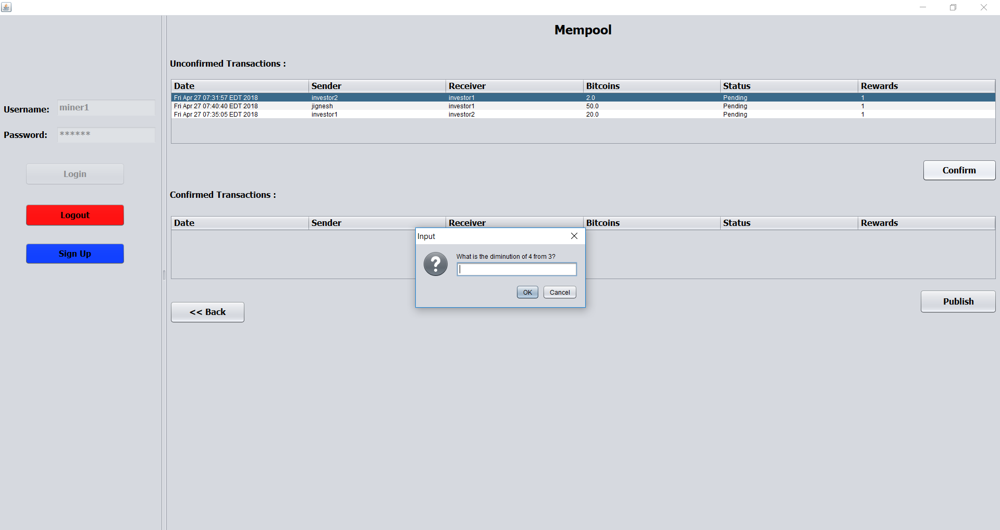 Mempool
Unconfirmed Transactions :
Date Sender Receiver Bitcoins Status Rewards
Fri Apr 27 07:31:57 EDT 2018 investor2 investor1 2.0 Pending 1
Fri Apr 27 07:40:40 EDT 2018 jignesh investor1 50.0 Pending 1
Fri Apr 27 07:35:05 EDT 2018 investor1 investor2 20.0 Pending 1
Username: miner1
Password: ******
Login
Logout
Sign Up
Confirm
Confirmed Transactions :
Date Sender Receiver Bitcoins Status Rewards
Input
What is the diminution of 4 from 3?
OK Cancel
<< Back
Publish